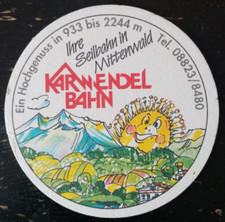 Ein Hochgenuss in 933 bis 2244 m
Tel. 08823/8480
Ihre
Seilbahn in
Mittenwald
KARWENDEL
BAHN